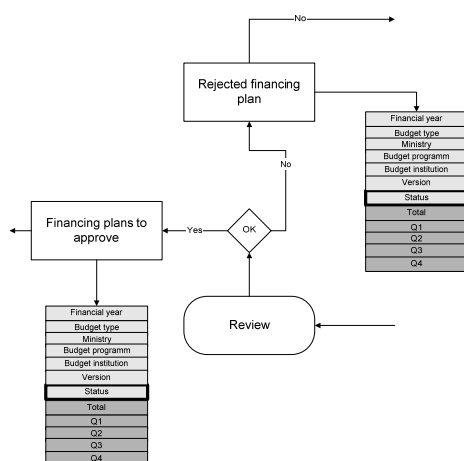 No
Rejected financing
plan
Financial year
Budget type
Ministry
Budget programm
Budget institution
Version
Status
Total
Q1
Q2
Q3
Q4
No
Financing plans to
approve
Yes
OK
Review
Financial year
Budget type
Ministry
Budget programm
Budget institution
Version
Status
Total
Q1
Q2
Q3
Q4